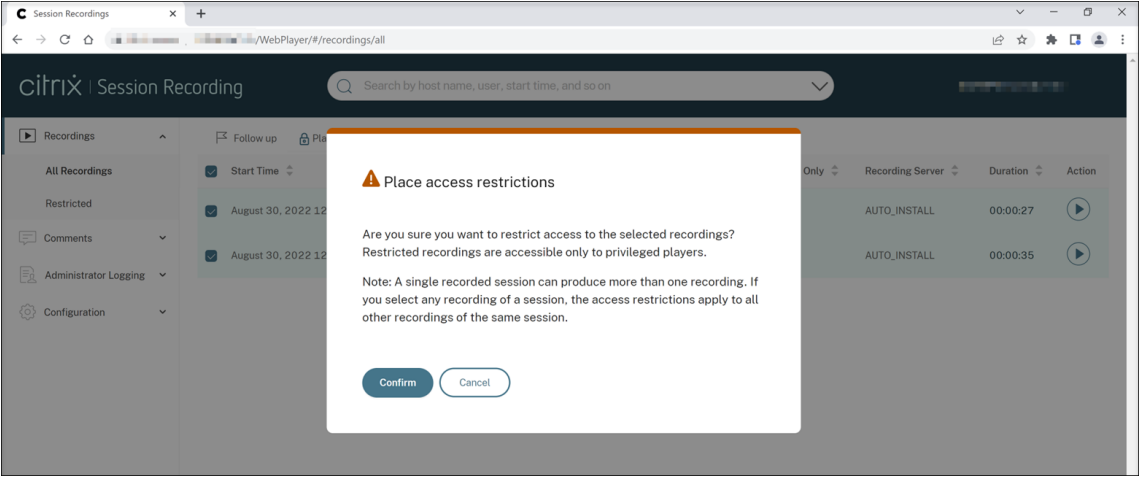 Session Recordings
/WebPlayer/#/recordings/all
citrix | Session Recording
Search by host name, user, start time, and so on
Recordings
All Recordings
Restricted
Comments
Administrator Logging
Configuration
Follow up
Start Time
Only
Recording Server
Duration
Action
August 30, 2022 12
AUTO_INSTALL
00:00:27
August 30, 2022 12
AUTO_INSTALL
00:00:35
Place access restrictions
Are you sure you want to restrict access to the selected recordings?
Restricted recordings are accessible only to privileged players.
Note: A single recorded session can produce more than one recording. If
you select any recording of a session, the access restrictions apply to all
other recordings of the same session.
Confirm
Cancel